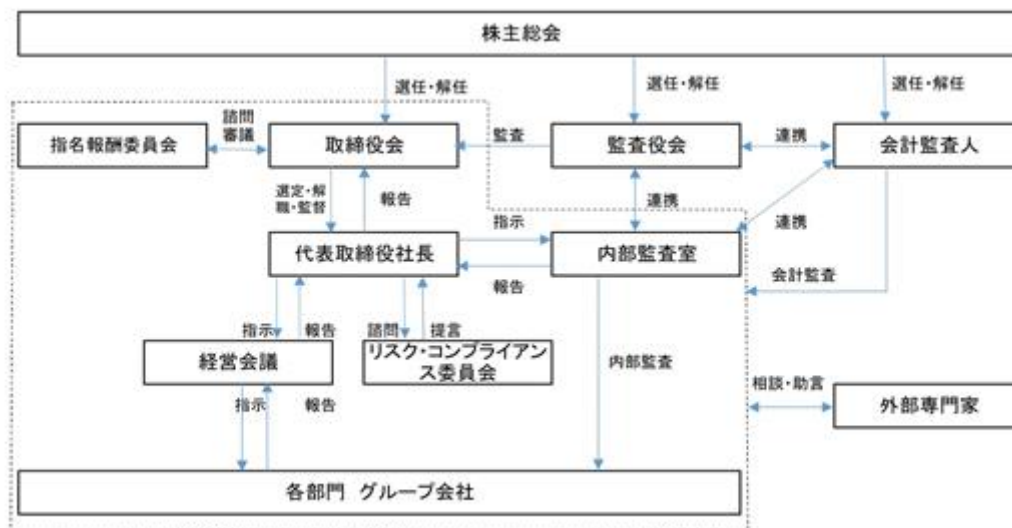 株主総会
選任・解任
選任・解任
選任・解任
諮問
審議
指名報酬委員会
取締役会
監査
監査役会
連携
会計監査人
選定・解
職・監督
報告
連携
連携
指示
代表取締役社長
内部監査室
報告
会計監査
指示
報告
諮問
提言
経営会議
リスク・コンプライアン
ス委員会
内部監査
相談・助言
外部専門家
指示
報告
各部門 グループ会社